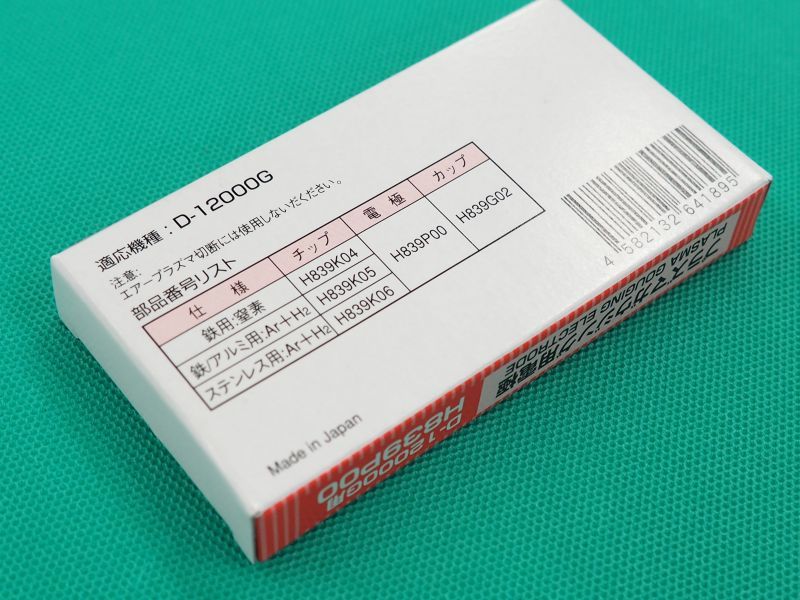 適応機種：D-12000G
注意：
エアープラズマ切断には使用しないだください。
部品番号リスト
仕 様 チップ 電 極 カップ
鉄用:窒素 H839K04 H839P00 H839G02
鉄/アルミ用:Ar＋H2 H839K05
ステンレス用:Ar＋H2 H839K06
Made in Japan
4 582132 641895
プラズマガウジング用電極
PLASMA GOUGING ELECTRODE
D-12000G用
H839P00